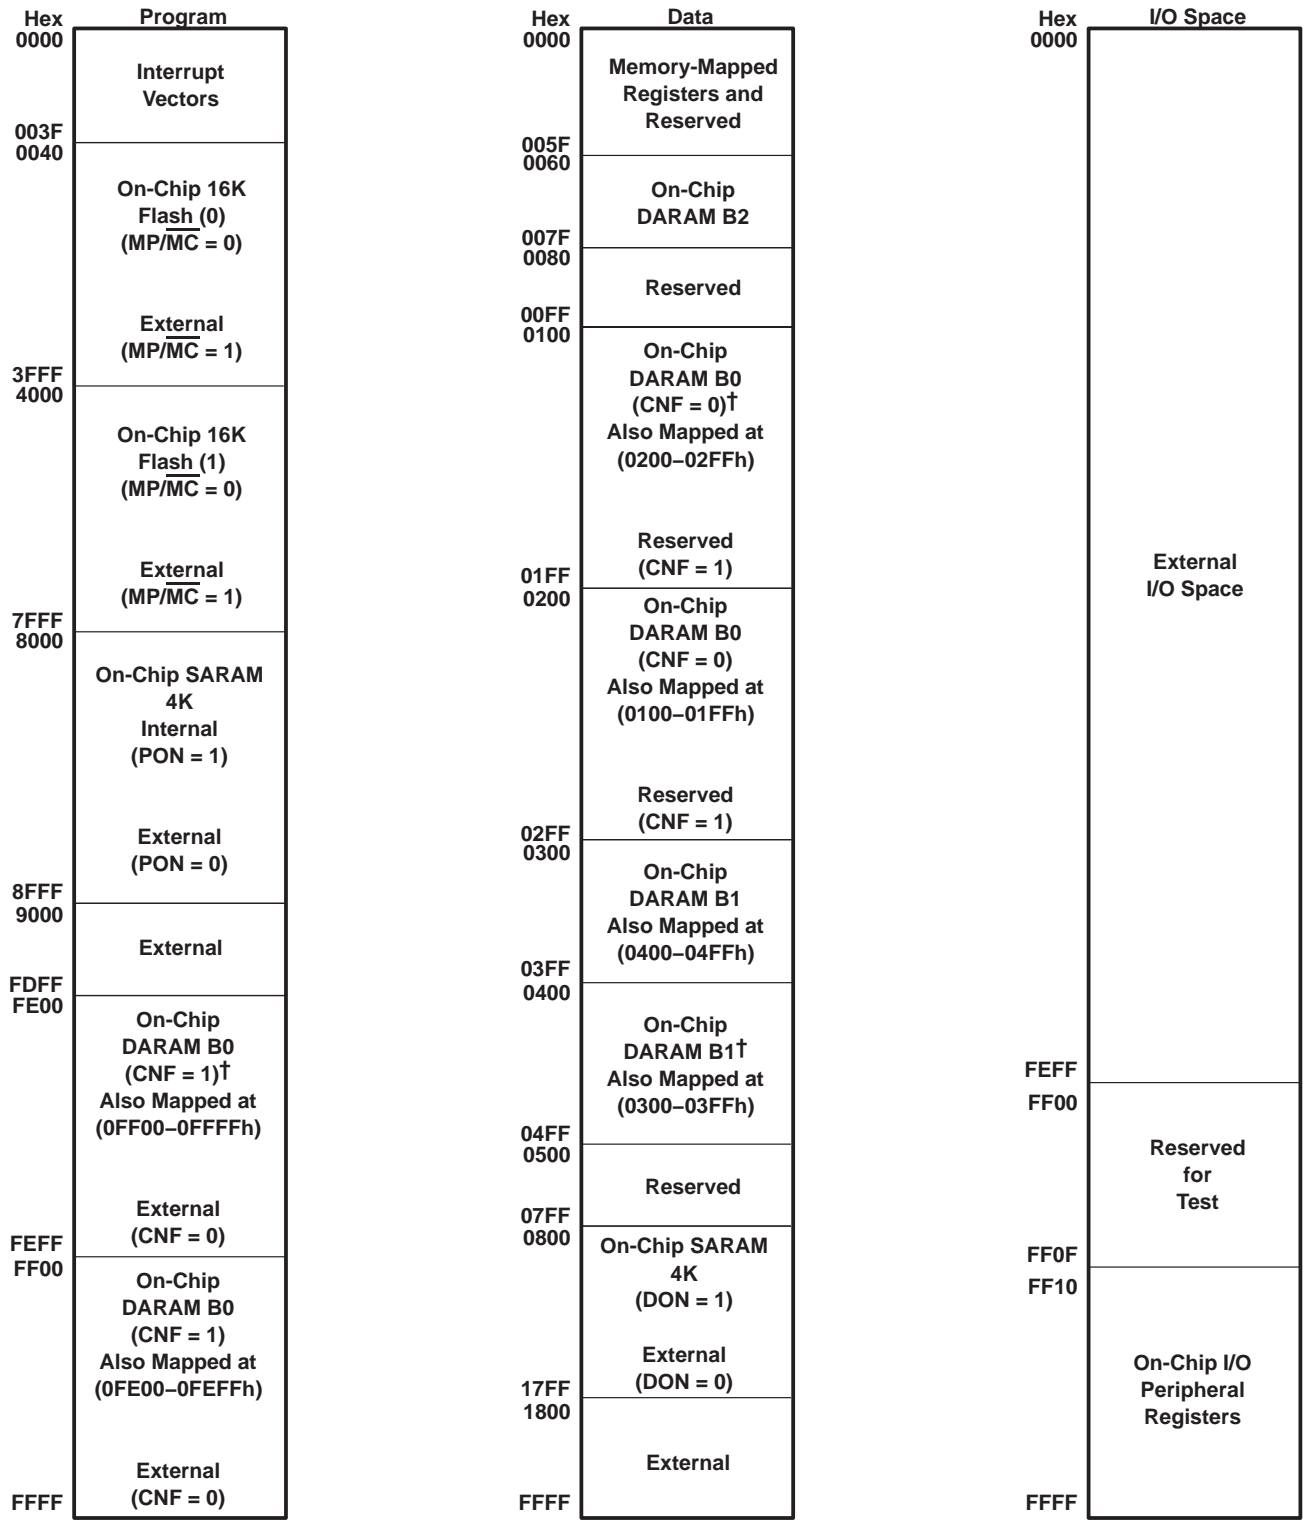 Hex
Program
0000
Interrupt
Vectors
003F
0040
On-Chip 16K
Flash (0)
(MP/MC = 0)
External
(MP/MC = 1)
3FFF
4000
On-Chip 16K
Flash (1)
(MP/MC = 0)
External
(MP/MC = 1)
7FFF
8000
On-Chip SARAM
4K
Internal
(PON = 1)
External
(PON = 0)
8FFF
9000
External
FDFF
FE00
On-Chip
DARAM B0
(CNF = 1)†
Also Mapped at
(0FF00–0FFFFh)
External
(CNF = 0)
FEFF
FF00
On-Chip
DARAM B0
(CNF = 1)
Also Mapped at
(0FE00–0FEFFh)
External
(CNF = 0)
FFFF
Hex
Data
0000
Memory-Mapped
Registers and
Reserved
005F
0060
On-Chip
DARAM B2
007F
0080
Reserved
00FF
0100
On-Chip
DARAM B0
(CNF = 0)†
Also Mapped at
(0200–02FFh)
Reserved
(CNF = 1)
01FF
0200
On-Chip
DARAM B0
(CNF = 0)
Also Mapped at
(0100–01FFh)
Reserved
(CNF = 1)
02FF
0300
On-Chip
DARAM B1
Also Mapped at
(0400–04FFh)
03FF
0400
On-Chip
DARAM B1†
Also Mapped at
(0300–03FFh)
04FF
0500
Reserved
07FF
0800
On-Chip SARAM
4K
(DON = 1)
External
(DON = 0)
17FF
1800
External
FFFF
Hex
I/O Space
0000
External
I/O Space
FEFF
FF00
Reserved
for
Test
FF0F
FF10
On-Chip I/O
Peripheral
Registers
FFFF